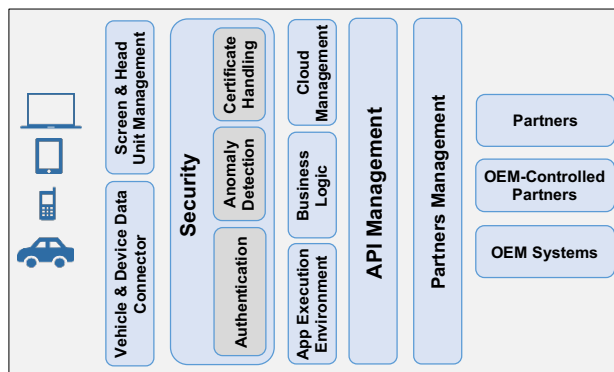 Screen & Head
Unit Management
Vehicle & Device Data
Connector
Security
Certificate
Handling
Anomaly
Detection
Authentication
Cloud
Management
Business
Logic
App Execution
Environment
API Management
Partners Management
Partners
OEM-Controlled
Partners
OEM Systems